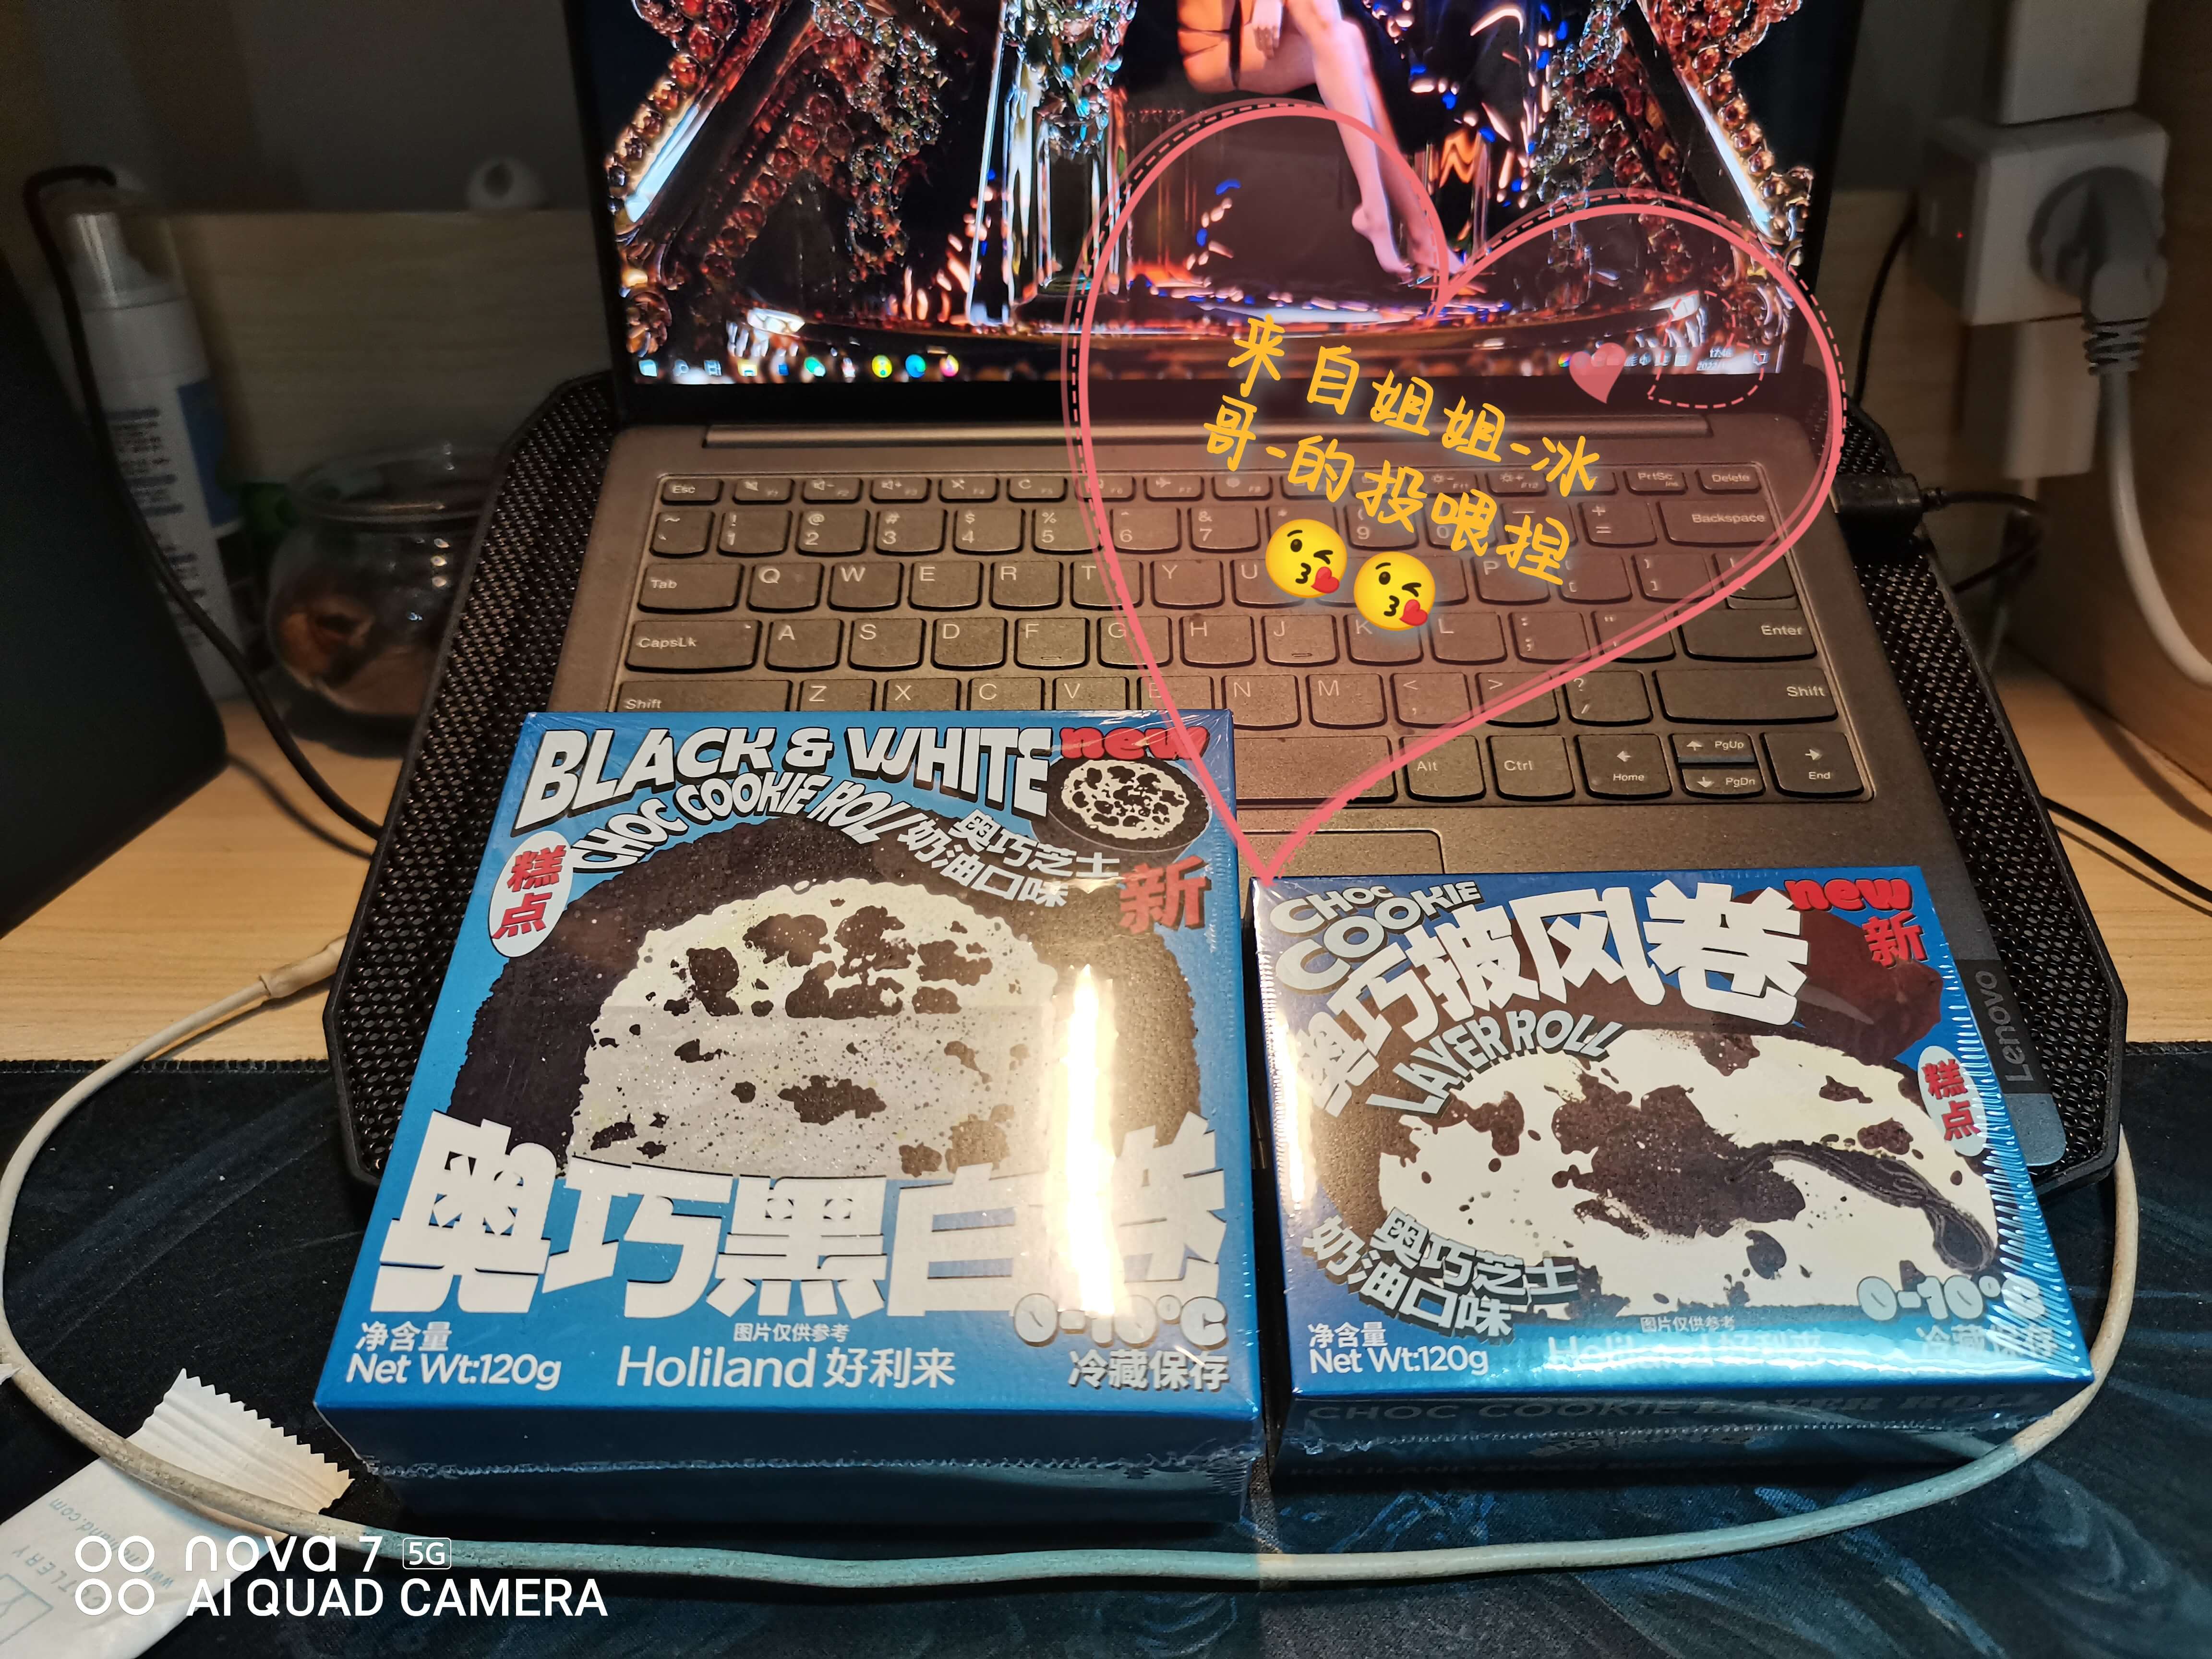 来自姐姐-冰
哥-的投喂捏
Esc
PrtSc
Delete
Backspace
Tab
Q W E R T Y U
CapsLk
A S D F G H J K L
Enter
Shift
Z X C V B N M
Shift
Alt
Ctrl
Home
PgUp
PgDn
End
Lenovo
BLACK & WHITE
new
CHOC COOKIE ROLL
奥巧芝士
奶油口味
新
糕点
奥巧黑白卷
0-10°C
冷藏保存
净含量
Net Wt:120g
图片仅供参考
Holiland 好利来
CHOC
COOKIE
new
新
奥巧披风卷
LAYER ROLL
糕点
奥巧芝士
奶油口味
0-10°C
冷藏保存
净含量
Net Wt:120g
图片仅供参考
Holiland 好利来
nova 7 5G
AI QUAD CAMERA